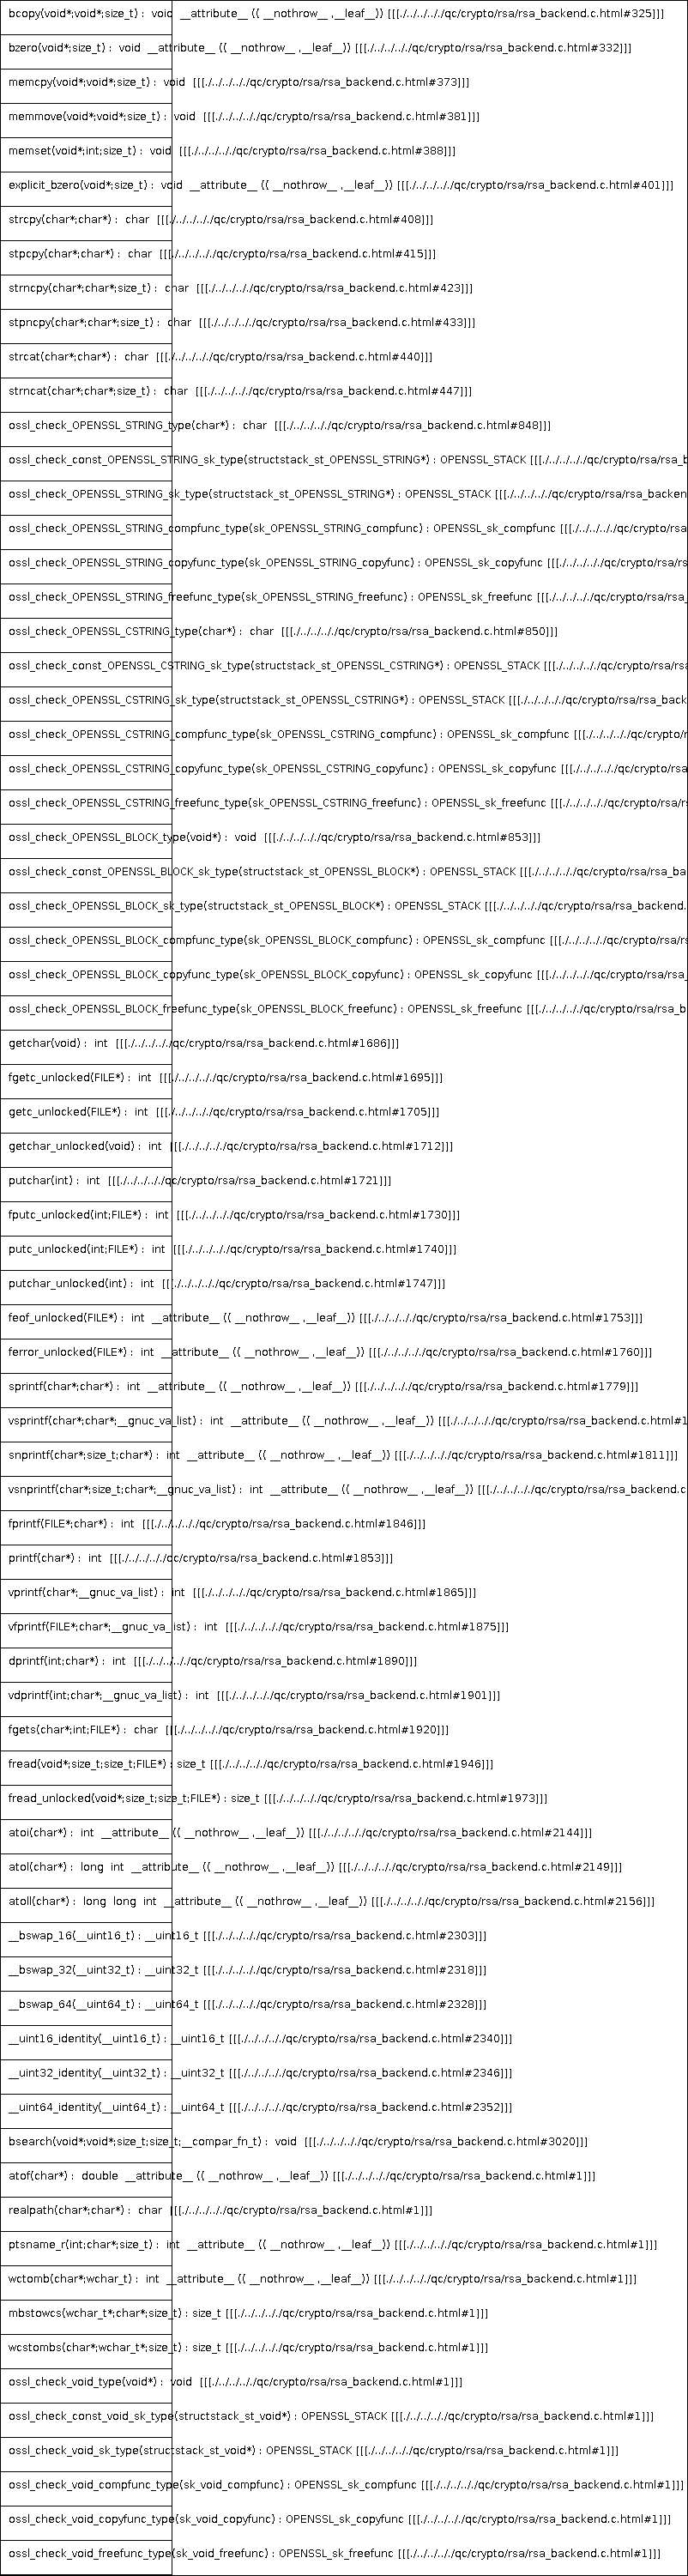 bcopy(void*;void*;size_t) :  void  __attribute__ (( __nothrow__ ,__leaf__)) [[[./../../../qc/crypto/rsa/rsa_backend.c.html#325]]]
bzero(void*;size_t) :  void  __attribute__ (( __nothrow__ ,__leaf__)) [[[./../../../qc/crypto/rsa/rsa_backend.c.html#332]]]
memcpy(void*;void*;size_t) :  void  [[[./../../../qc/crypto/rsa/rsa_backend.c.html#373]]]
memmove(void*;void*;size_t) :  void  [[[./../../../qc/crypto/rsa/rsa_backend.c.html#381]]]
memset(void*;int;size_t) :  void  [[[./../../../qc/crypto/rsa/rsa_backend.c.html#388]]]
explicit_bzero(void*;size_t) :  void  __attribute__ (( __nothrow__ ,__leaf__)) [[[./../../../qc/crypto/rsa/rsa_backend.c.html#401]]]
strcpy(char*;char*) :  char  [[[./../../../qc/crypto/rsa/rsa_backend.c.html#408]]]
stpcpy(char*;char*) :  char  [[[./../../../qc/crypto/rsa/rsa_backend.c.html#415]]]
strncpy(char*;char*;size_t) :  char  [[[./../../../qc/crypto/rsa/rsa_backend.c.html#423]]]
stpncpy(char*;char*;size_t) :  char  [[[./../../../qc/crypto/rsa/rsa_backend.c.html#433]]]
strcat(char*;char*) :  char  [[[./../../../qc/crypto/rsa/rsa_backend.c.html#440]]]
strncat(char*;char*;size_t) :  char  [[[./../../../qc/crypto/rsa/rsa_backend.c.html#447]]]
ossl_check_OPENSSL_STRING_type(char*) :  char  [[[./../../../qc/crypto/rsa/rsa_backend.c.html#848]]]
ossl_check_const_OPENSSL_STRING_sk_type(structstack_st_OPENSSL_STRING*) : OPENSSL_STACK [[[./../../../qc/crypto/rsa/rsa_b
ossl_check_OPENSSL_STRING_sk_type(structstack_st_OPENSSL_STRING*) : OPENSSL_STACK [[[./../../../qc/crypto/rsa/rsa_backen
ossl_check_OPENSSL_STRING_compfunc_type(sk_OPENSSL_STRING_compfunc) : OPENSSL_sk_compfunc [[[./../../../qc/crypto/rsa
ossl_check_OPENSSL_STRING_copyfunc_type(sk_OPENSSL_STRING_copyfunc) : OPENSSL_sk_copyfunc [[[./../../../qc/crypto/rsa/rs
ossl_check_OPENSSL_STRING_freefunc_type(sk_OPENSSL_STRING_freefunc) : OPENSSL_sk_freefunc [[[./../../../qc/crypto/rsa/rsa_
ossl_check_OPENSSL_CSTRING_type(char*) :  char  [[[./../../../qc/crypto/rsa/rsa_backend.c.html#850]]]
ossl_check_const_OPENSSL_CSTRING_sk_type(structstack_st_OPENSSL_CSTRING*) : OPENSSL_STACK [[[./../../../qc/crypto/rsa/rsa
ossl_check_OPENSSL_CSTRING_sk_type(structstack_st_OPENSSL_CSTRING*) : OPENSSL_STACK [[[./../../../qc/crypto/rsa/rsa_back
ossl_check_OPENSSL_CSTRING_compfunc_type(sk_OPENSSL_CSTRING_compfunc) : OPENSSL_sk_compfunc [[[./../../../qc/crypto/r
ossl_check_OPENSSL_CSTRING_copyfunc_type(sk_OPENSSL_CSTRING_copyfunc) : OPENSSL_sk_copyfunc [[[./../../../qc/crypto/rsa
ossl_check_OPENSSL_CSTRING_freefunc_type(sk_OPENSSL_CSTRING_freefunc) : OPENSSL_sk_freefunc [[[./../../../qc/crypto/rsa/rs
ossl_check_OPENSSL_BLOCK_type(void*) :  void  [[[./../../../qc/crypto/rsa/rsa_backend.c.html#853]]]
ossl_check_const_OPENSSL_BLOCK_sk_type(structstack_st_OPENSSL_BLOCK*) : OPENSSL_STACK [[[./../../../qc/crypto/rsa/rsa_ba
ossl_check_OPENSSL_BLOCK_sk_type(structstack_st_OPENSSL_BLOCK*) : OPENSSL_STACK [[[./../../../qc/crypto/rsa/rsa_backend.
ossl_check_OPENSSL_BLOCK_compfunc_type(sk_OPENSSL_BLOCK_compfunc) : OPENSSL_sk_compfunc [[[./../../../qc/crypto/rsa/rs
ossl_check_OPENSSL_BLOCK_copyfunc_type(sk_OPENSSL_BLOCK_copyfunc) : OPENSSL_sk_copyfunc [[[./../../../qc/crypto/rsa/rsa_
ossl_check_OPENSSL_BLOCK_freefunc_type(sk_OPENSSL_BLOCK_freefunc) : OPENSSL_sk_freefunc [[[./../../../qc/crypto/rsa/rsa_b
getchar(void) :  int  [[[./../../../qc/crypto/rsa/rsa_backend.c.html#1686]]]
fgetc_unlocked(FILE*) :  int  [[[./../../../qc/crypto/rsa/rsa_backend.c.html#1695]]]
getc_unlocked(FILE*) :  int  [[[./../../../qc/crypto/rsa/rsa_backend.c.html#1705]]]
getchar_unlocked(void) :  int  [[[./../../../qc/crypto/rsa/rsa_backend.c.html#1712]]]
putchar(int) :  int  [[[./../../../qc/crypto/rsa/rsa_backend.c.html#1721]]]
fputc_unlocked(int;FILE*) :  int  [[[./../../../qc/crypto/rsa/rsa_backend.c.html#1730]]]
putc_unlocked(int;FILE*) :  int  [[[./../../../qc/crypto/rsa/rsa_backend.c.html#1740]]]
putchar_unlocked(int) :  int  [[[./../../../qc/crypto/rsa/rsa_backend.c.html#1747]]]
feof_unlocked(FILE*) :  int  __attribute__ (( __nothrow__ ,__leaf__)) [[[./../../../qc/crypto/rsa/rsa_backend.c.html#1753]]]
ferror_unlocked(FILE*) :  int  __attribute__ (( __nothrow__ ,__leaf__)) [[[./../../../qc/crypto/rsa/rsa_backend.c.html#1760]]]
sprintf(char*;char*) :  int  __attribute__ (( __nothrow__ ,__leaf__)) [[[./../../../qc/crypto/rsa/rsa_backend.c.html#1779]]]
vsprintf(char*;char*;__gnuc_va_list) :  int  __attribute__ (( __nothrow__ ,__leaf__)) [[[./../../../qc/crypto/rsa/rsa_backend.c.html#1
snprintf(char*;size_t;char*) :  int  __attribute__ (( __nothrow__ ,__leaf__)) [[[./../../../qc/crypto/rsa/rsa_backend.c.html#1811]]]
vsnprintf(char*;size_t;char*;__gnuc_va_list) :  int  __attribute__ (( __nothrow__ ,__leaf__)) [[[./../../../qc/crypto/rsa/rsa_backend.c
fprintf(FILE*;char*) :  int  [[[./../../../qc/crypto/rsa/rsa_backend.c.html#1846]]]
printf(char*) :  int  [[[./../../../qc/crypto/rsa/rsa_backend.c.html#1853]]]
vprintf(char*;__gnuc_va_list) :  int  [[[./../../../qc/crypto/rsa/rsa_backend.c.html#1865]]]
vfprintf(FILE*;char*;__gnuc_va_list) :  int  [[[./../../../qc/crypto/rsa/rsa_backend.c.html#1875]]]
dprintf(int;char*) :  int  [[[./../../../qc/crypto/rsa/rsa_backend.c.html#1890]]]
vdprintf(int;char*;__gnuc_va_list) :  int  [[[./../../../qc/crypto/rsa/rsa_backend.c.html#1901]]]
fgets(char*;int;FILE*) :  char  [[[./../../../qc/crypto/rsa/rsa_backend.c.html#1920]]]
fread(void*;size_t;size_t;FILE*) : size_t [[[./../../../qc/crypto/rsa/rsa_backend.c.html#1946]]]
fread_unlocked(void*;size_t;size_t;FILE*) : size_t [[[./../../../qc/crypto/rsa/rsa_backend.c.html#1973]]]
atoi(char*) :  int  __attribute__ (( __nothrow__ ,__leaf__)) [[[./../../../qc/crypto/rsa/rsa_backend.c.html#2144]]]
atol(char*) :  long  int  __attribute__ (( __nothrow__ ,__leaf__)) [[[./../../../qc/crypto/rsa/rsa_backend.c.html#2149]]]
atoll(char*) :  long  long  int  __attribute__ (( __nothrow__ ,__leaf__)) [[[./../../../qc/crypto/rsa/rsa_backend.c.html#2156]]]
__bswap_16(__uint16_t) : __uint16_t [[[./../../../qc/crypto/rsa/rsa_backend.c.html#2303]]]
__bswap_32(__uint32_t) : __uint32_t [[[./../../../qc/crypto/rsa/rsa_backend.c.html#2318]]]
__bswap_64(__uint64_t) : __uint64_t [[[./../../../qc/crypto/rsa/rsa_backend.c.html#2328]]]
__uint16_identity(__uint16_t) : __uint16_t [[[./../../../qc/crypto/rsa/rsa_backend.c.html#2340]]]
__uint32_identity(__uint32_t) : __uint32_t [[[./../../../qc/crypto/rsa/rsa_backend.c.html#2346]]]
__uint64_identity(__uint64_t) : __uint64_t [[[./../../../qc/crypto/rsa/rsa_backend.c.html#2352]]]
bsearch(void*;void*;size_t;size_t;__compar_fn_t) :  void  [[[./../../../qc/crypto/rsa/rsa_backend.c.html#3020]]]
atof(char*) :  double  __attribute__ (( __nothrow__ ,__leaf__)) [[[./../../../qc/crypto/rsa/rsa_backend.c.html#1]]]
realpath(char*;char*) :  char  [[[./../../../qc/crypto/rsa/rsa_backend.c.html#1]]]
ptsname_r(int;char*;size_t) :  int  __attribute__ (( __nothrow__ ,__leaf__)) [[[./../../../qc/crypto/rsa/rsa_backend.c.html#1]]]
wctomb(char*;wchar_t) :  int  __attribute__ (( __nothrow__ ,__leaf__)) [[[./../../../qc/crypto/rsa/rsa_backend.c.html#1]]]
mbstowcs(wchar_t*;char*;size_t) : size_t [[[./../../../qc/crypto/rsa/rsa_backend.c.html#1]]]
wcstombs(char*;wchar_t*;size_t) : size_t [[[./../../../qc/crypto/rsa/rsa_backend.c.html#1]]]
ossl_check_void_type(void*) :  void  [[[./../../../qc/crypto/rsa/rsa_backend.c.html#1]]]
ossl_check_const_void_sk_type(structstack_st_void*) : OPENSSL_STACK [[[./../../../qc/crypto/rsa/rsa_backend.c.html#1]]]
ossl_check_void_sk_type(structstack_st_void*) : OPENSSL_STACK [[[./../../../qc/crypto/rsa/rsa_backend.c.html#1]]]
ossl_check_void_compfunc_type(sk_void_compfunc) : OPENSSL_sk_compfunc [[[./../../../qc/crypto/rsa/rsa_backend.c.html#1]]]
ossl_check_void_copyfunc_type(sk_void_copyfunc) : OPENSSL_sk_copyfunc [[[./../../../qc/crypto/rsa/rsa_backend.c.html#1]]]
ossl_check_void_freefunc_type(sk_void_freefunc) : OPENSSL_sk_freefunc [[[./../../../qc/crypto/rsa/rsa_backend.c.html#1]]]